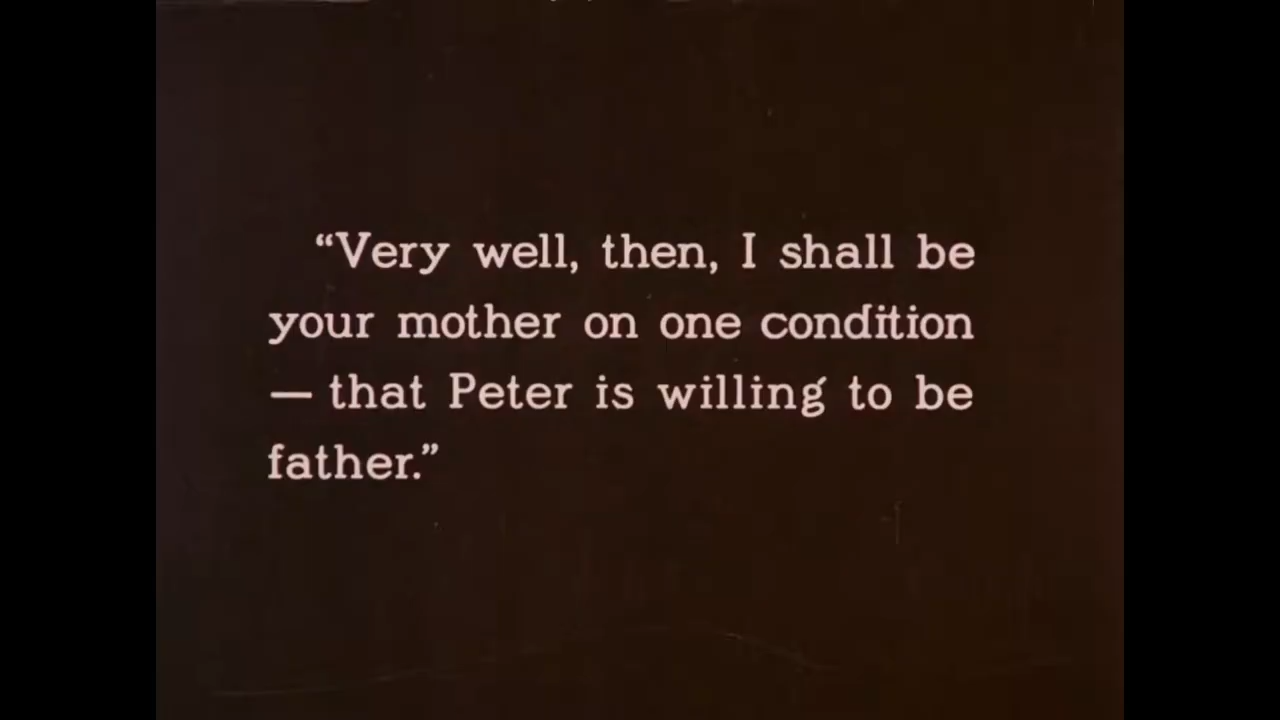 “Very well, then, I shall be
your mother on one condition
— that Peter is willing to be
father.”